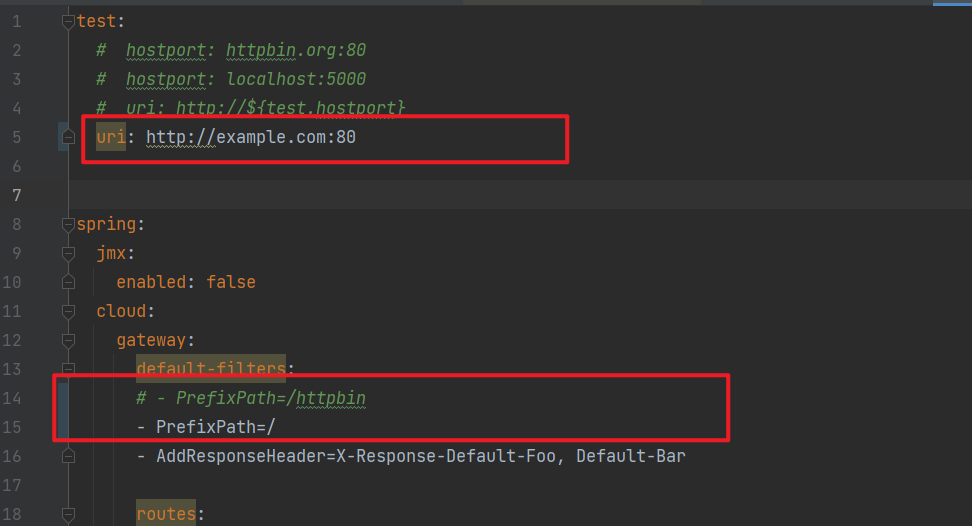 1 test:
2 # hostport: httpbin.org:80
3 # hostport: localhost:5000
4 # uri: http://${test.hostport}
5 uri: http://example.com:80
6
7
8 spring:
9 jmx:
10 enabled: false
11 cloud:
12 gateway:
13 default-filters:
14 # - PrefixPath=/httpbin
15 - PrefixPath=/
16 - AddResponseHeader=X-Response-Default-Foo, Default-Bar
17
18 routes: